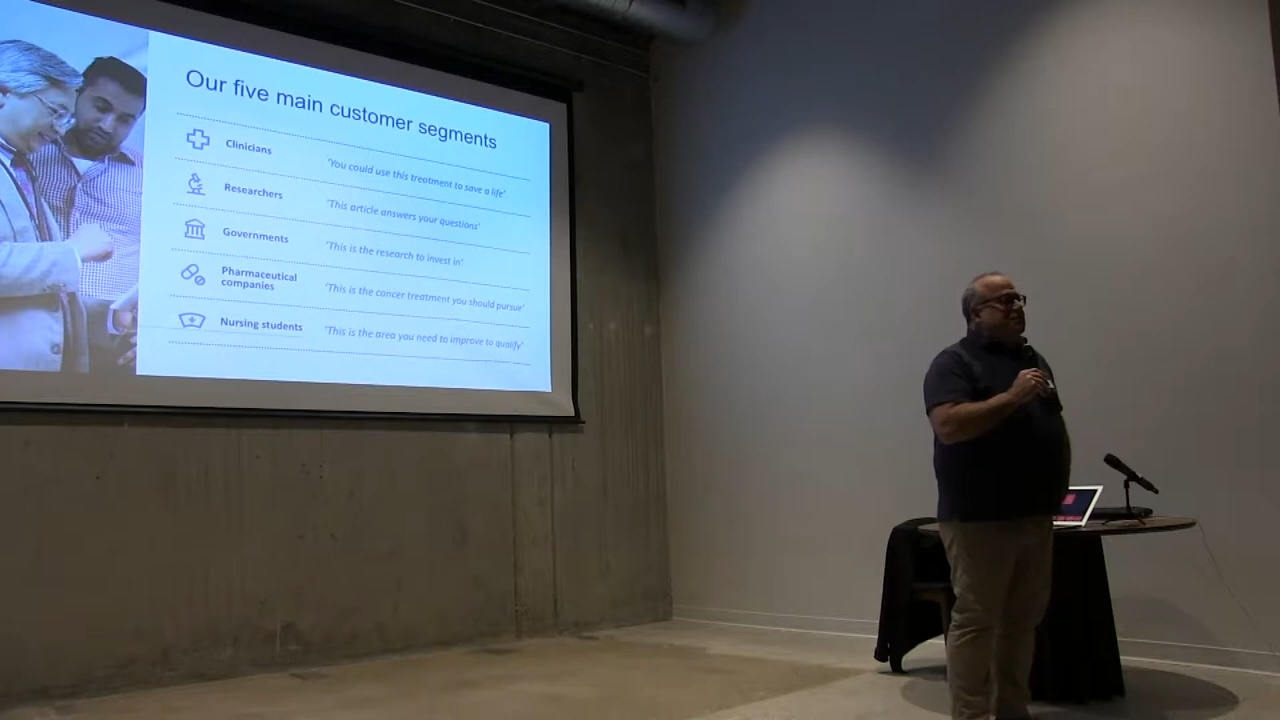 Our five main customer segments
Clinicians
'You could use this treatment to save a life'
Researchers
'This article answers your questions'
Governments
'This is the research to invest in'
Pharmaceutical
companies
'This is the cancer treatment you should pursue'
Nursing students
'This is the area you need to improve to qualify'